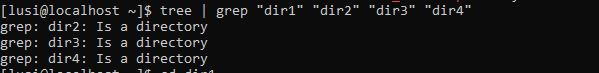 [lusi@localhost ~]$ tree | grep "dir1" "dir2" "dir3" "dir4"
grep: dir2: Is a directory
grep: dir3: Is a directory
grep: dir4: Is a directory